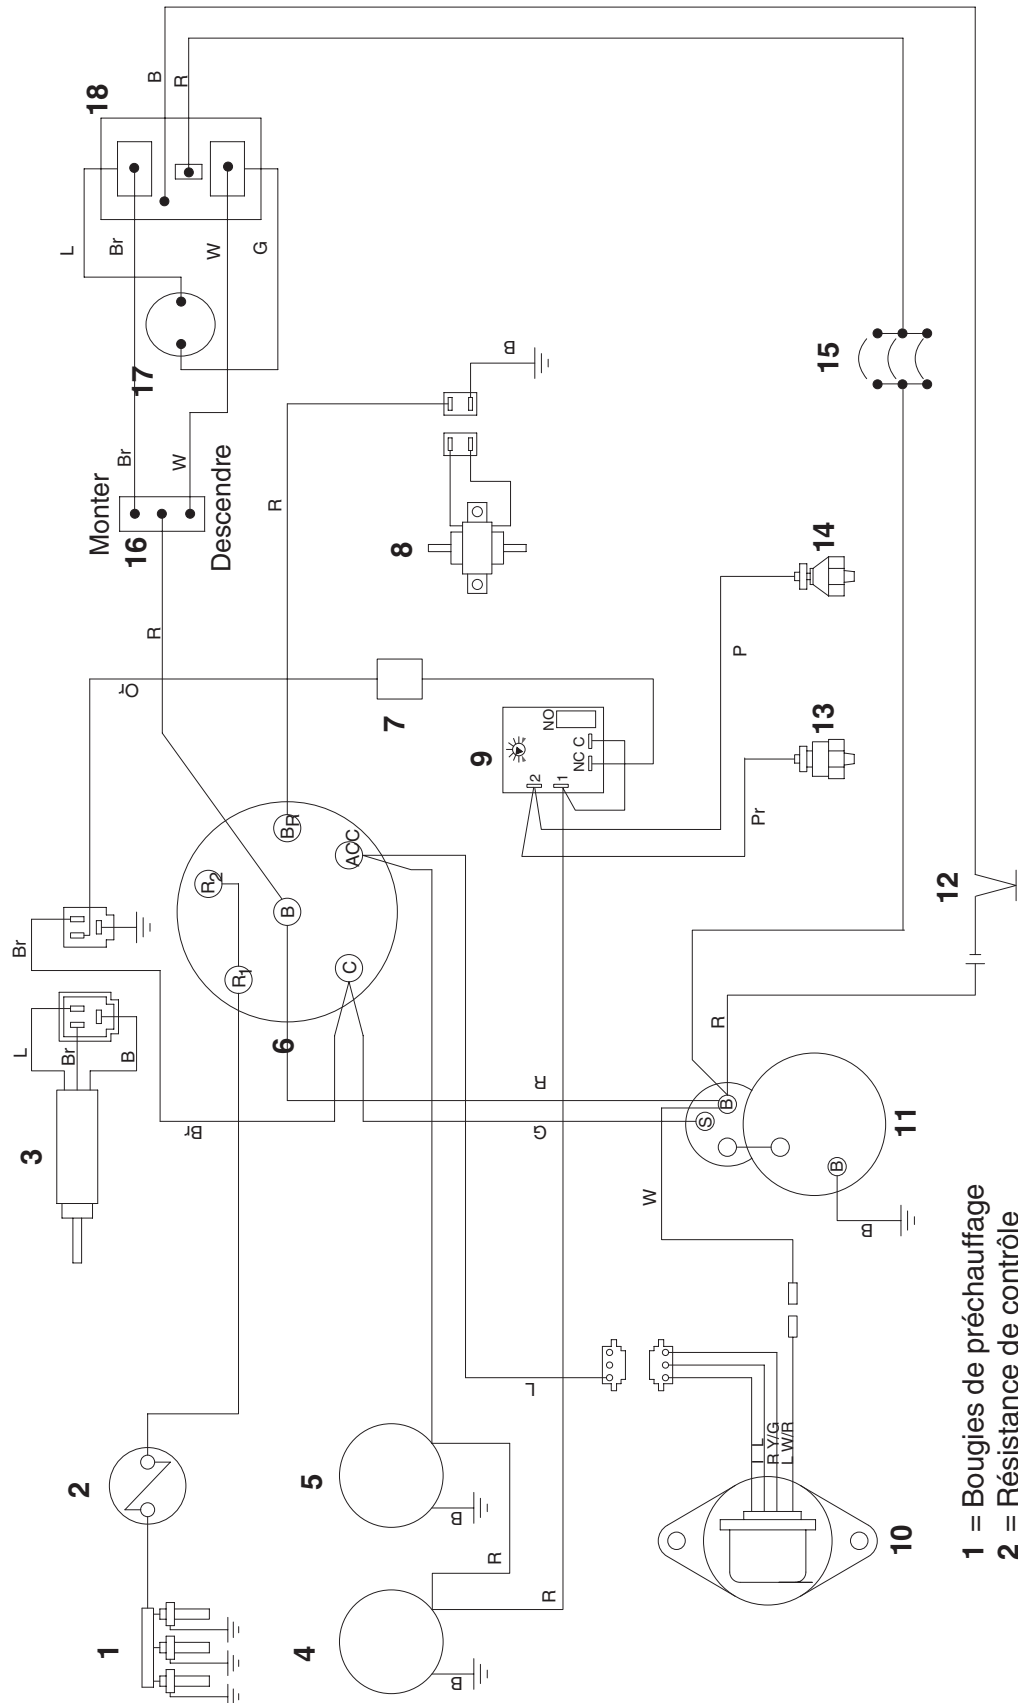 B
R
18
L
Br
W
G
17
Monter
Br
W
16
Descendre
R
R
B
8
15
Or
7
9
NO
NC C
2
1
P
14
Pr
13
12
Br
L
Br
B
3
R2
R1
BR
B
ACC
C
6
Br
R
G
R
S
B
B
11
B
W
L
2
5
B
R
1
4
B
R
L
L
R Y/G
L W/R
10
1 = Bougies de préchauffage
2 = Résistance de contrôle